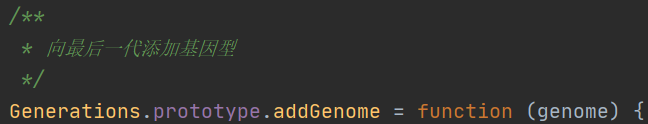 /**
 * 向最后一代添加基因型
 */
Generations.prototype.addGenome = function (genome) {